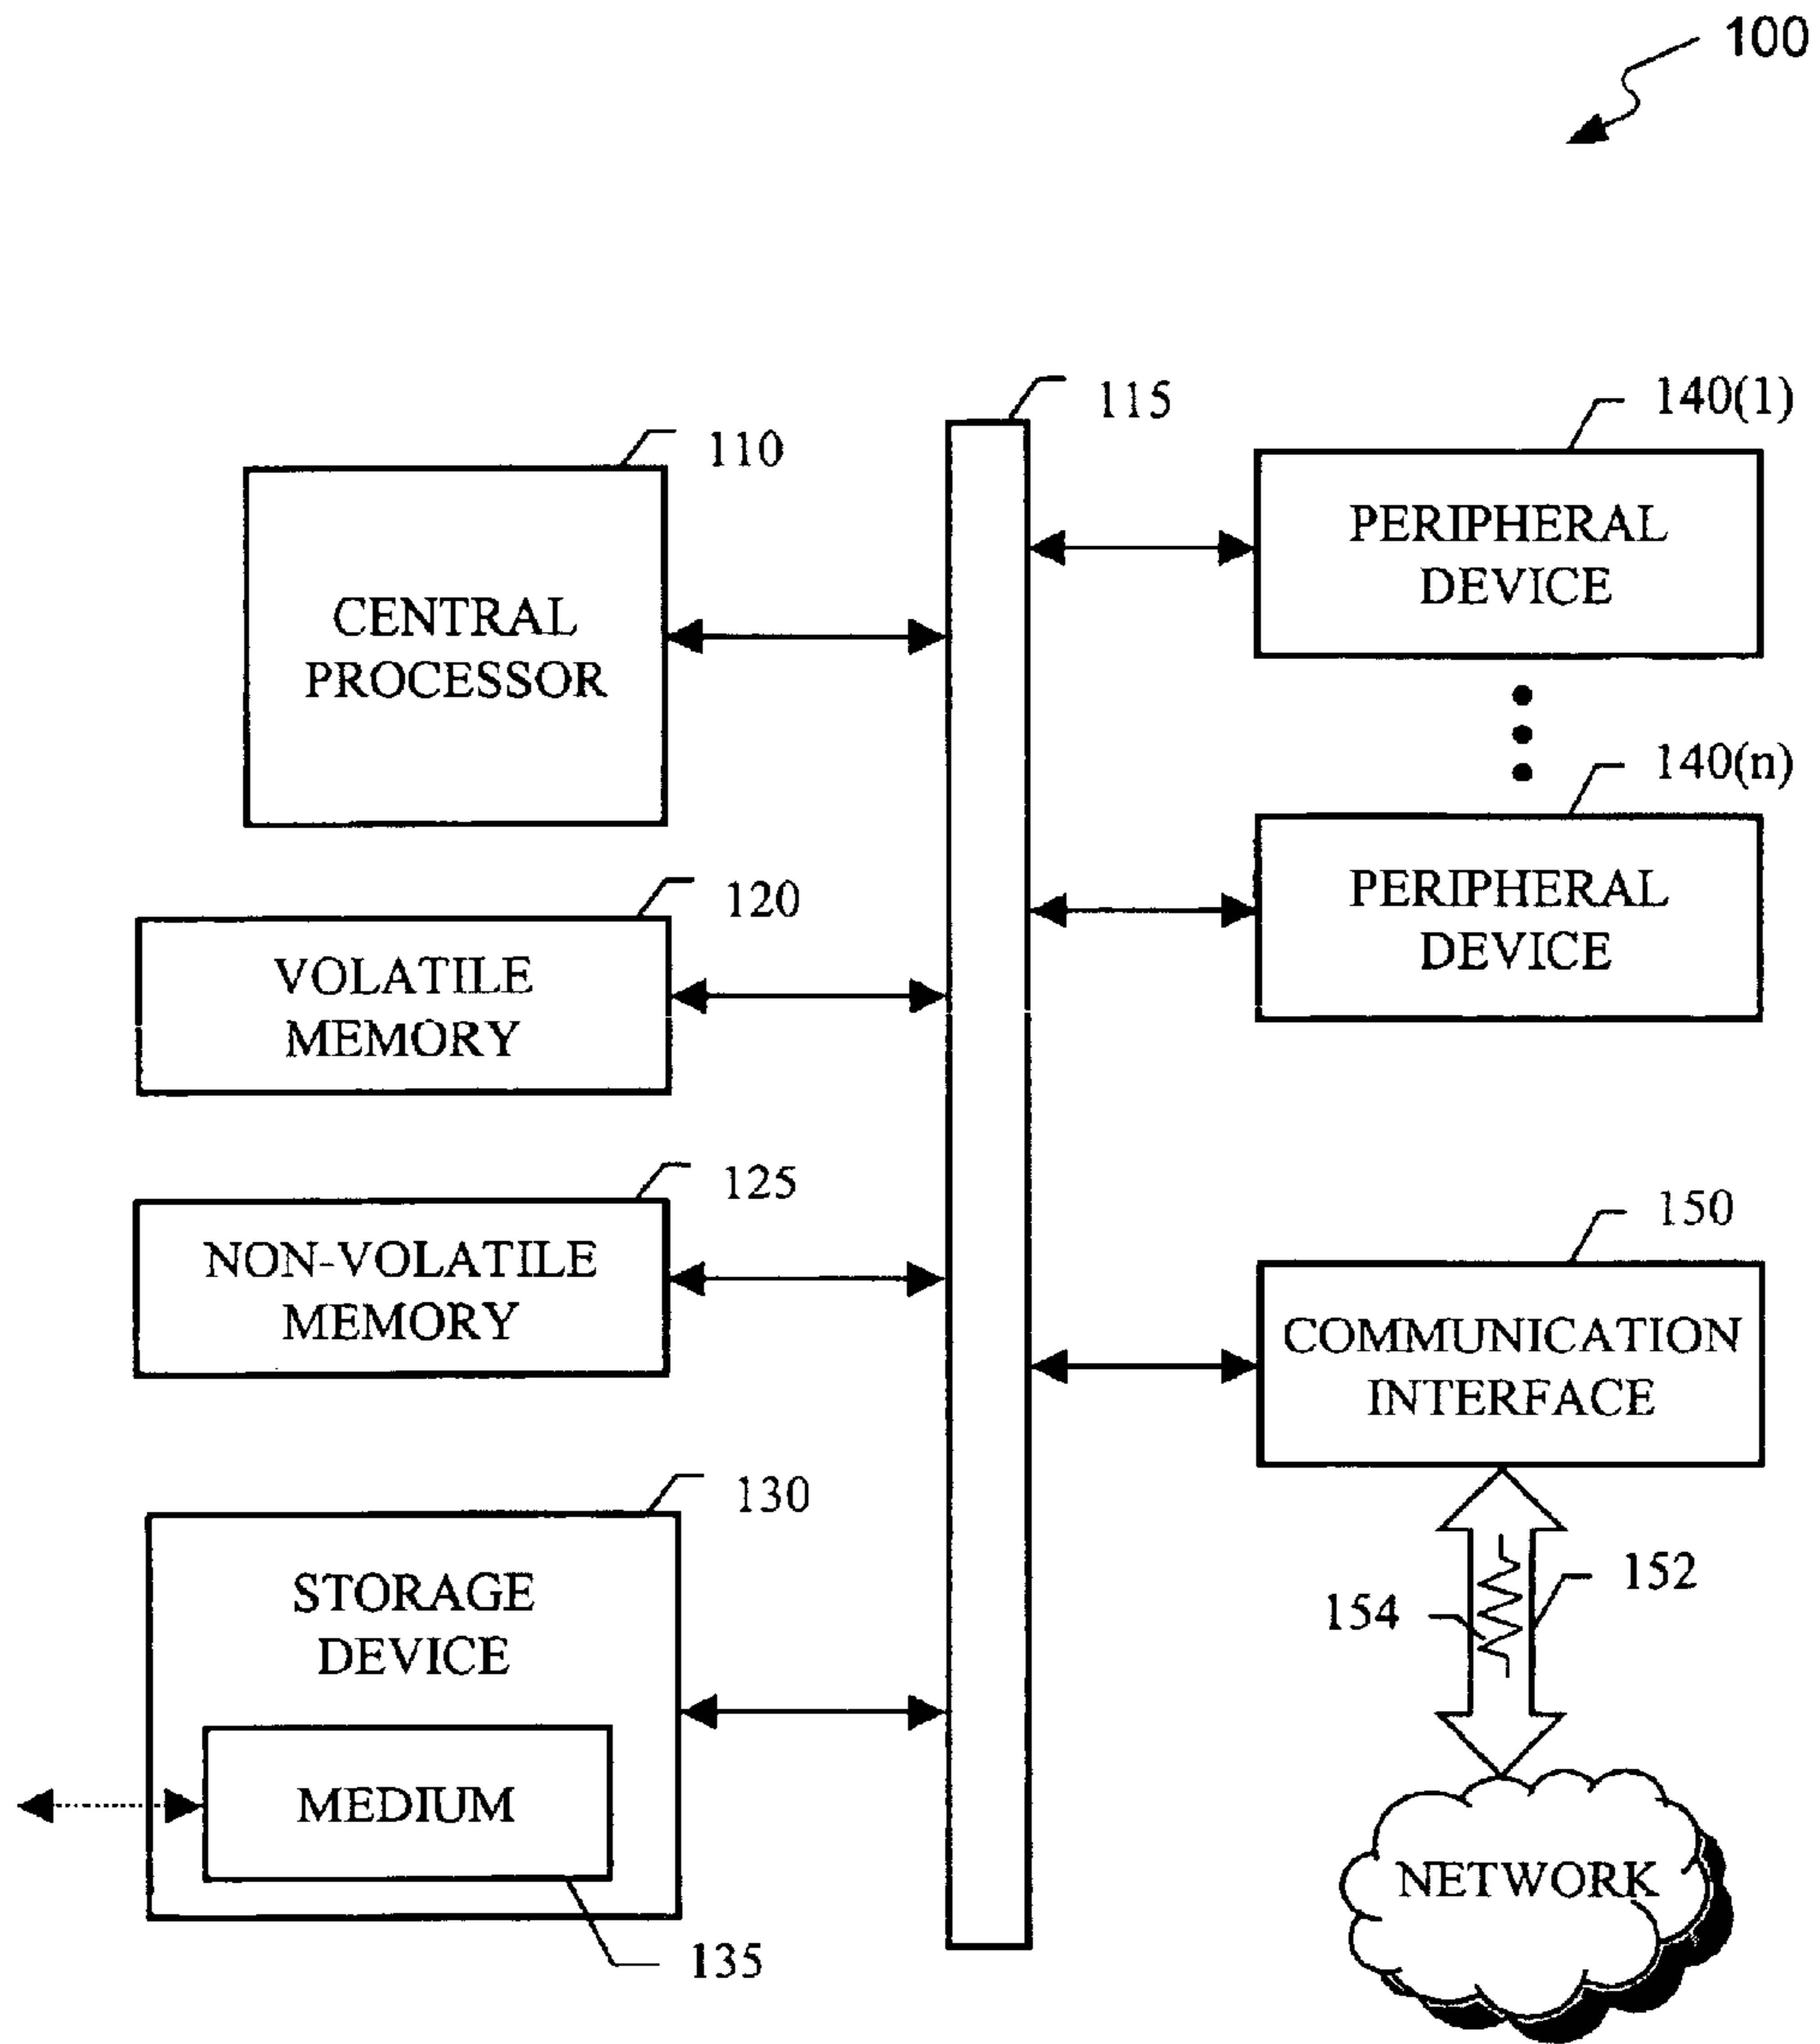 100
115
140(1)
110
PERIPHERAL
DEVICE
CENTRAL
PROCESSOR
140(n)
120
PERIPHERAL
DEVICE
VOLATILE
MEMORY
125
150
NON-VOLATILE
MEMORY
COMMUNICATION
INTERFACE
130
STORAGE
DEVICE
152
154
MEDIUM
NETWORK
135